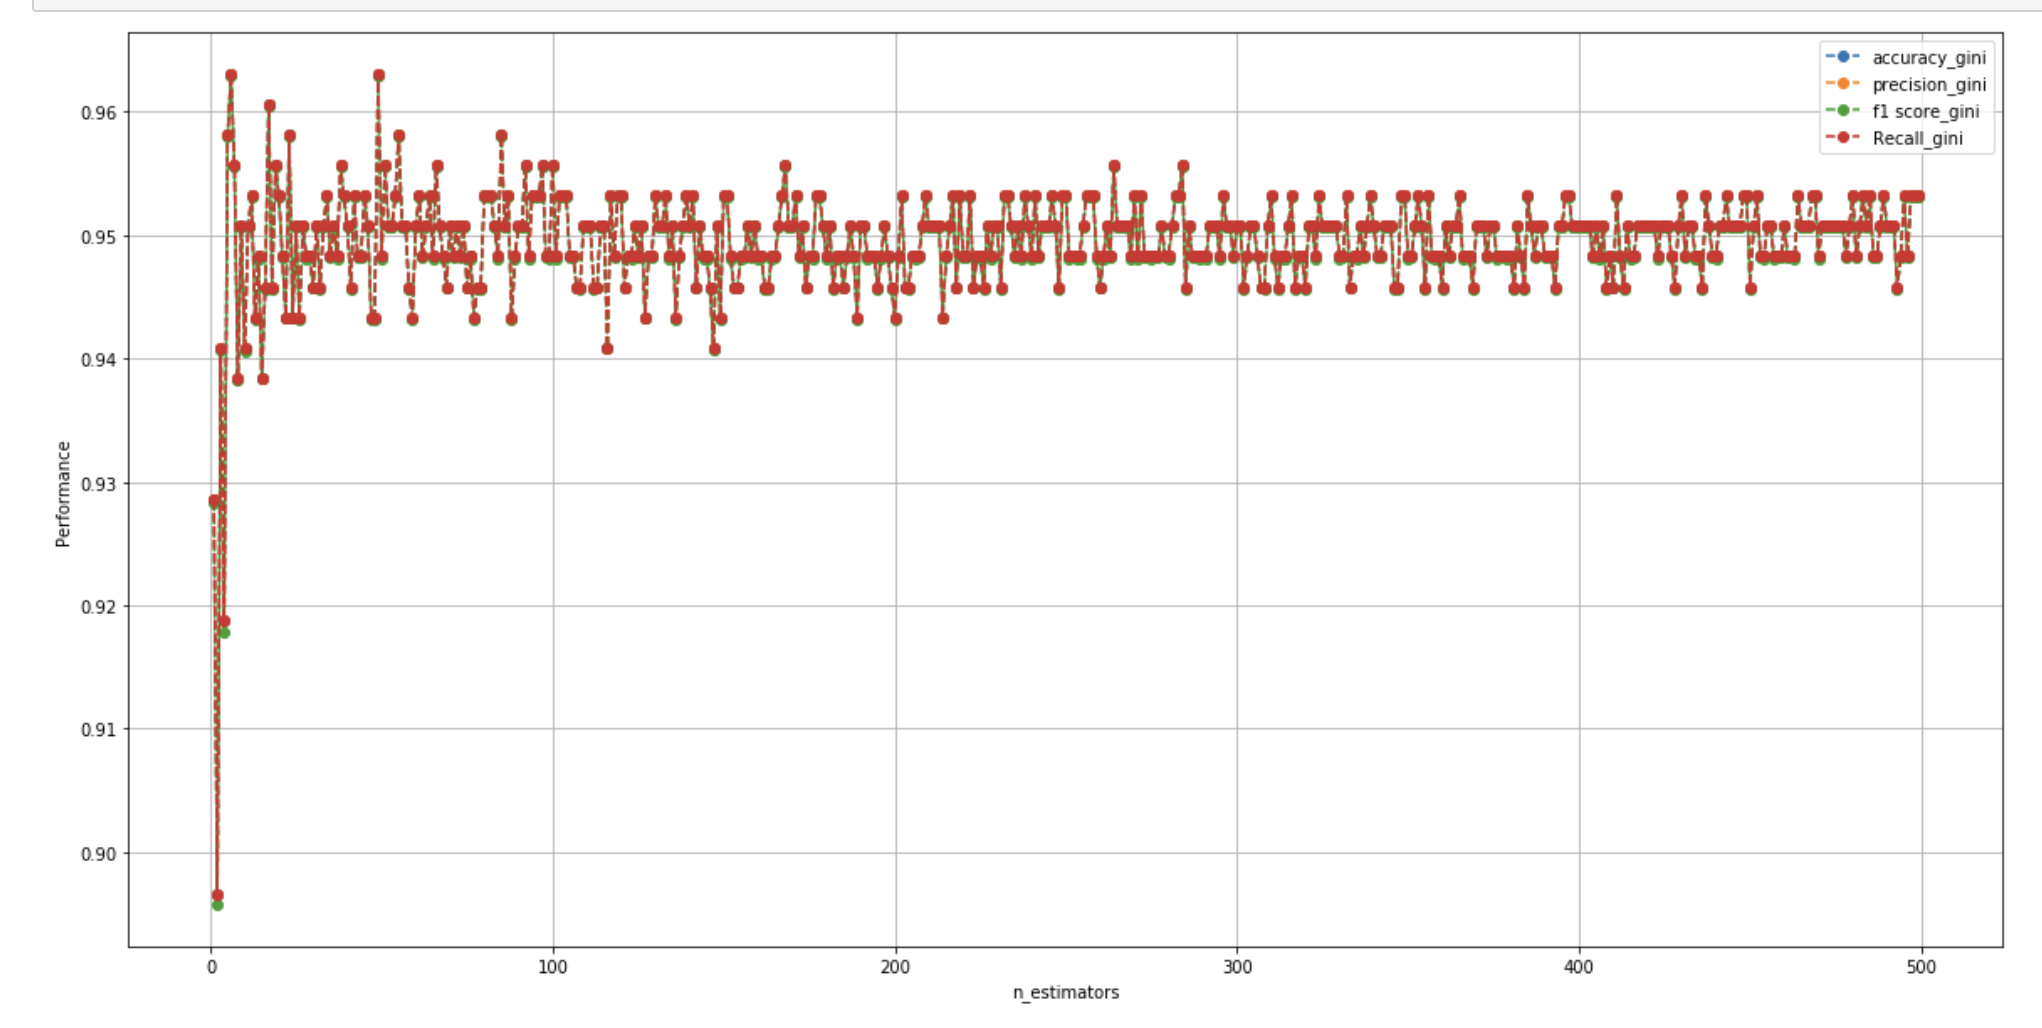 accuracy_gini
precision_gini
f1 score_gini
Recall_gini
0.96
0.95
0.94
0.93
0.92
0.91
0.90
Performance
0 100 200 300 400 500
n_estimators